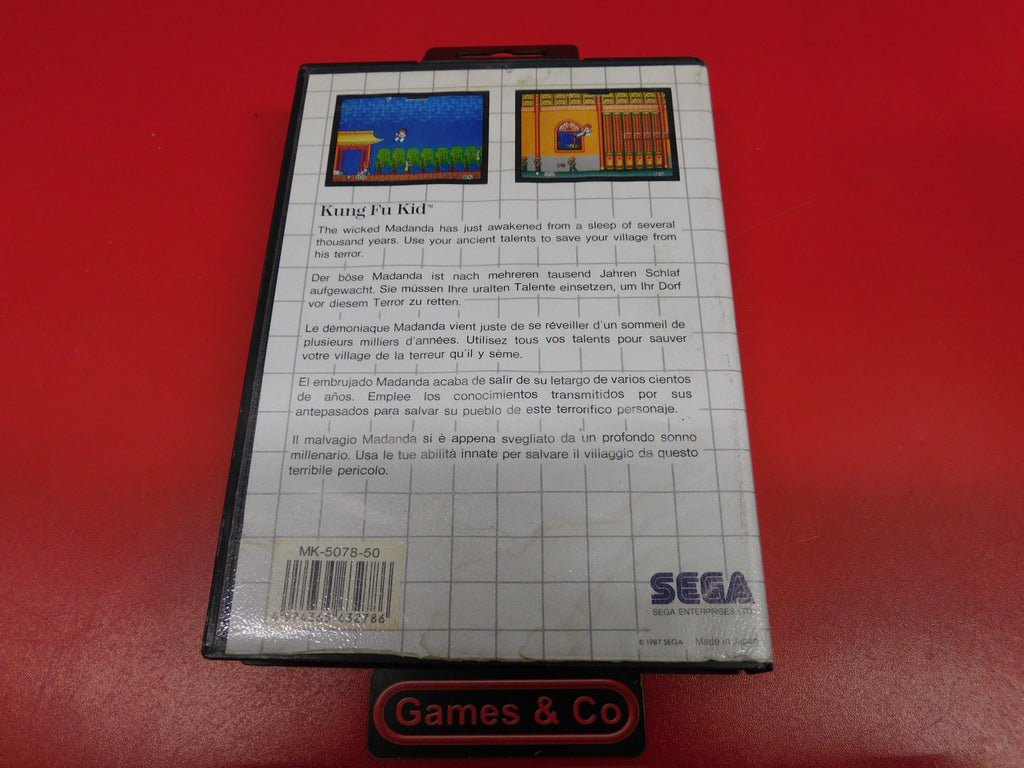 Kung Fu Kid™
The wicked Madanda has just awakened from a sleep of several
thousand years. Use your ancient talents to save your village from
his terror.
Der böse Madanda ist nach mehreren tausend Jahren Schlaf
aufgewacht. Sie müssen Ihre uralten Talente einsetzen, um Ihr Dorf
vor diesem Terror zu retten.
Le démoniaque Madanda vient juste de se réveiller d'un sommeil de
plusieurs milliers d'années. Utilisez tous vos talents pour sauver
votre village de la terreur qu'il y sème.
El embrujado Madanda acaba de salir de su letargo de varios cientos
de años. Emplee los conocimientos transmitidos por sus
antepasados para salvar su pueblo de este terrorifico personaje.
Il malvagio Madanda si è appena svegliato da un profondo sonno
millenario. Usa le tue abilità innate per salvare il villaggio da questo
terribile pericolo.
MK-5078-50
4 974365 632786
SEGA
SEGA ENTERPRISES LTD.
© 1987 SEGA Made in Japan
Games & Co